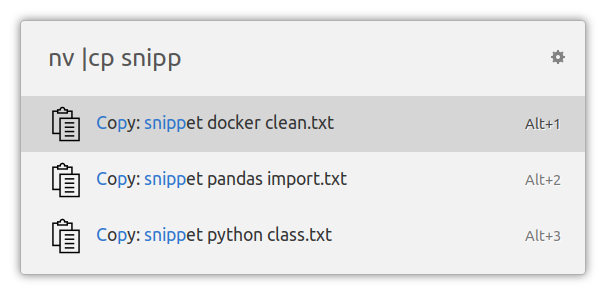 nv |cp snipp
Copy: snippet docker clean.txt Alt+1
Copy: snippet pandas import.txt Alt+2
Copy: snippet python class.txt Alt+3